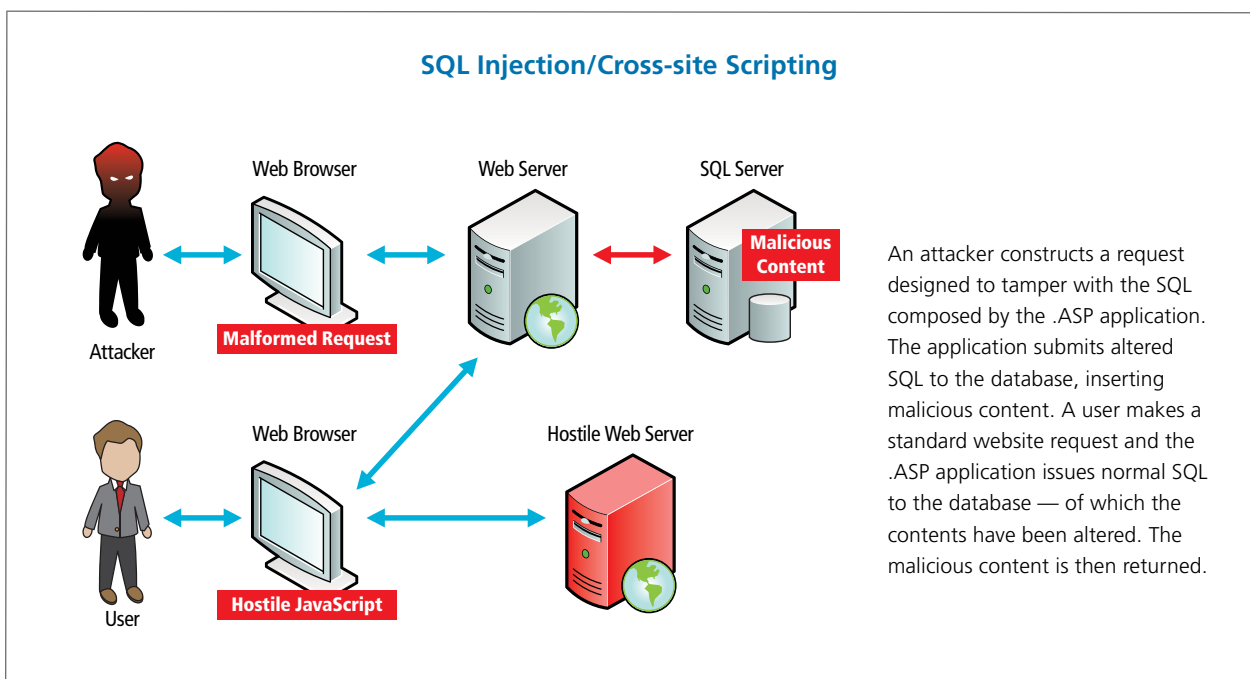 SQL Injection/Cross-site Scripting
Web Browser
Web Server
SQL Server
Malicious
Content
Malformed Request
Attacker
Web Browser
Hostile Web Server
Hostile JavaScript
User
An attacker constructs a request
designed to tamper with the SQL
composed by the .ASP application.
The application submits altered
SQL to the database, inserting
malicious content. A user makes a
standard website request and the
.ASP application issues normal SQL
to the database — of which the
contents have been altered. The
malicious content is then returned.